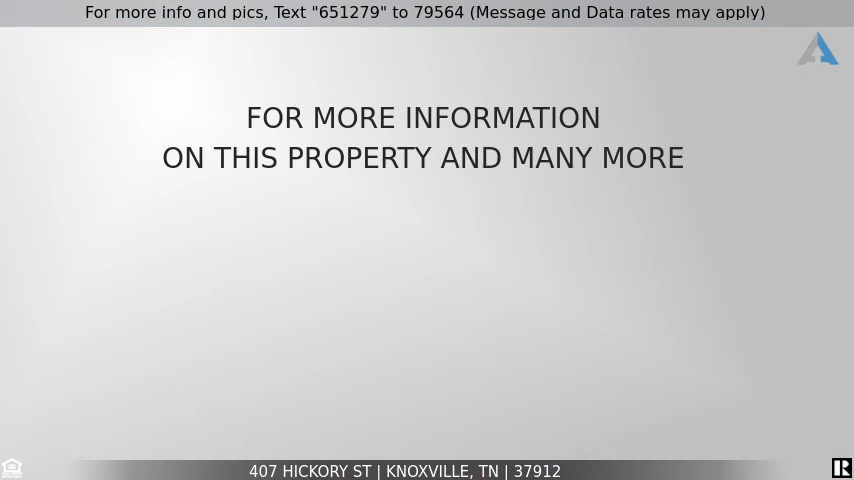 For more info and pics, Text "651279" to 79564 (Message and Data rates may apply)
FOR MORE INFORMATION
ON THIS PROPERTY AND MANY MORE
407 HICKORY ST | KNOXVILLE, TN | 37912